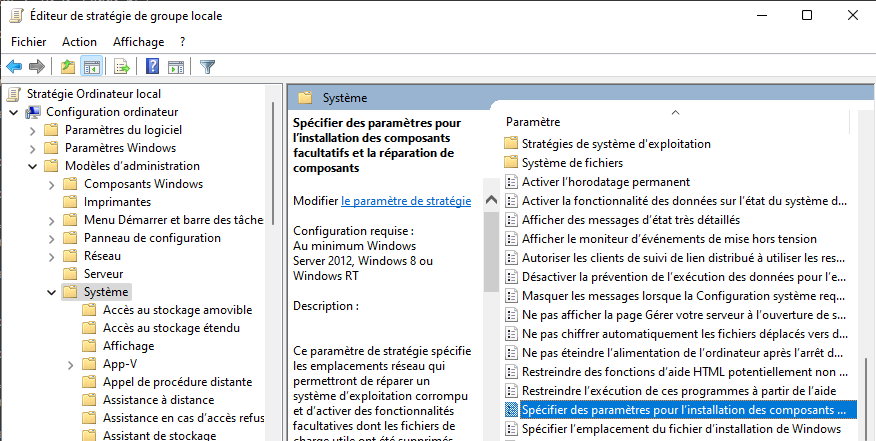 Éditeur de stratégie de groupe locale
Fichier Action Affichage ?
Stratégie Ordinateur local
Configuration ordinateur
Paramètres du logiciel
Paramètres Windows
Modèles d'administration
Composants Windows
Imprimantes
Menu Démarrer et barre des tâche
Panneau de configuration
Réseau
Serveur
Système
Accès au stockage amovible
Accès au stockage étendu
Affichage
App-V
Appel de procédure distante
Assistance à distance
Assistance en cas d'accès refus
Assistant de stockage
Système
Spécifier des paramètres pour
l'installation des composants
facultatifs et la réparation de
composants
Modifier le paramètre de stratégie
Configuration requise :
Au minimum Windows
Server 2012, Windows 8 ou
Windows RT
Description :
Ce paramètre de stratégie spécifie
les emplacements réseau qui
permettront de réparer un
système d'exploitation corrompu
et d'activer des fonctionnalités
facultatives dont les fichiers de
charge utile ont été supprimés
Paramètre
Stratégies de système d'exploitation
Système de fichiers
Activer l'horodatage permanent
Activer la fonctionnalité des données sur l'état du système d...
Afficher des messages d'état très détaillés
Afficher le moniteur d'événements de mise hors tension
Autoriser les clients de suivi de lien distribué à utiliser les res...
Désactiver la prévention de l'exécution des données pour l'e...
Masquer les messages lorsque la Configuration système req...
Ne pas afficher la page Gérer votre serveur à l'ouverture de s...
Ne pas chiffrer automatiquement les fichiers déplacés vers d...
Ne pas éteindre l'alimentation de l'ordinateur après l'arrêt d...
Restreindre des fonctions d'aide HTML potentiellement non ...
Restreindre l'exécution de ces programmes à partir de l'aide
Spécifier des paramètres pour l'installation des composants ...
Spécifier l'emplacement du fichier d'installation de Windows